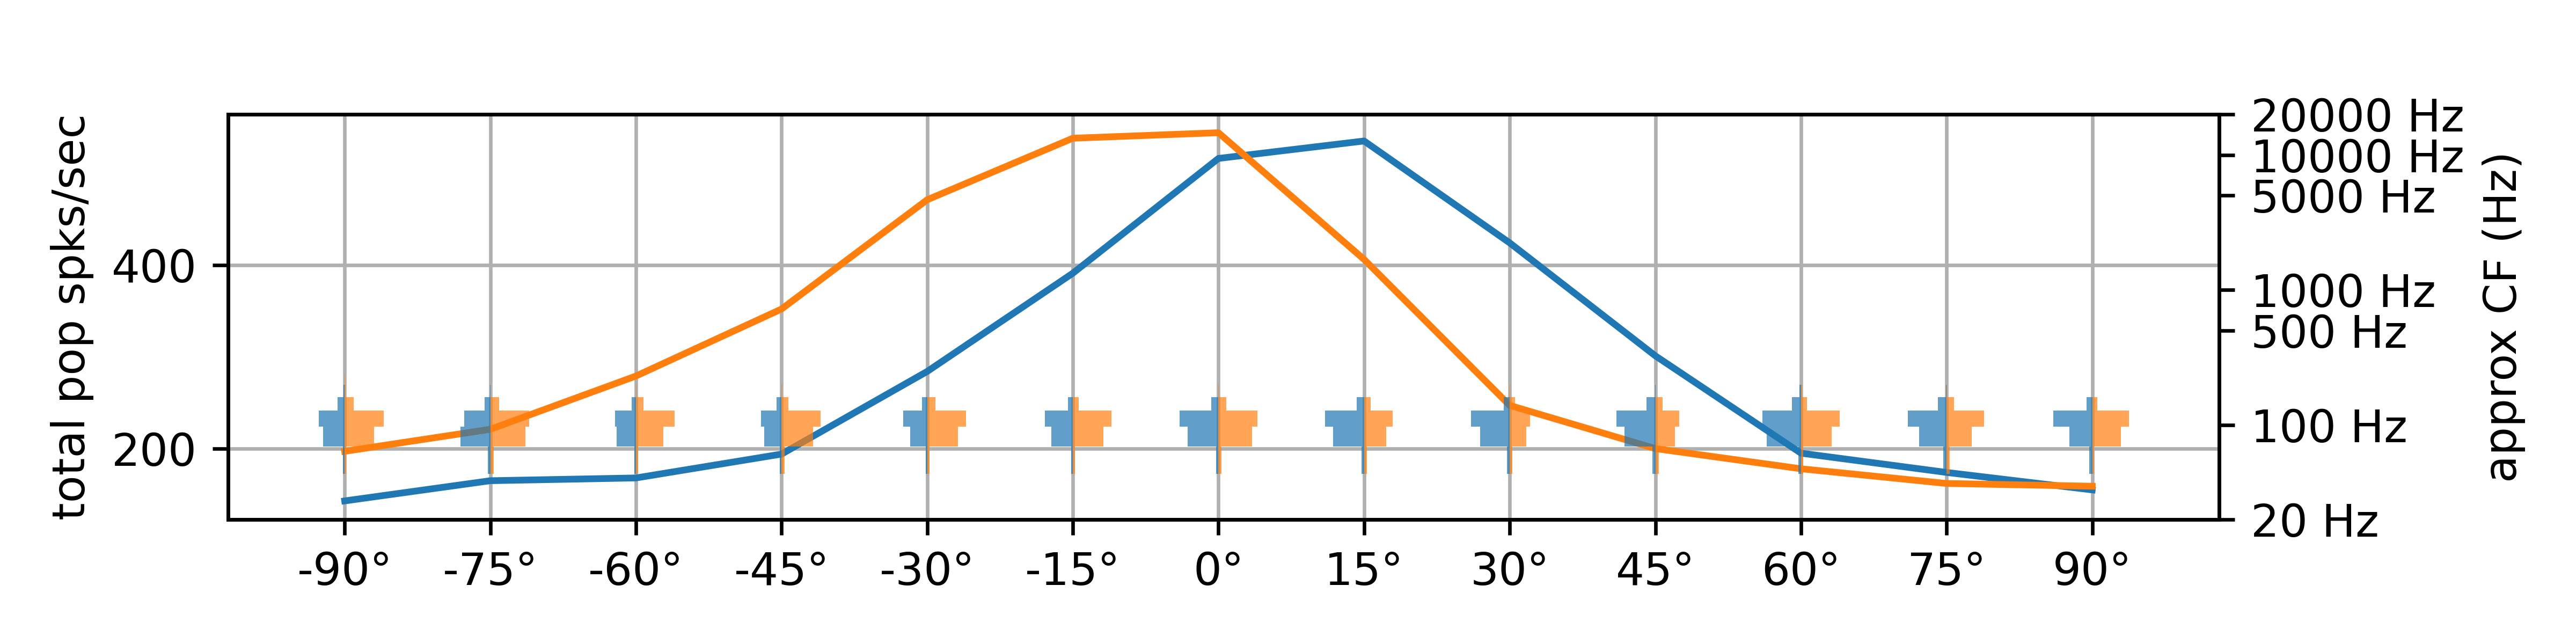 total pop spks/sec
400
200
20000 Hz
10000 Hz
5000 Hz
1000 Hz
500 Hz
100 Hz
20 Hz
approx CF (Hz)
-90° -75° -60° -45° -30° -15° 0° 15° 30° 45° 60° 75° 90°